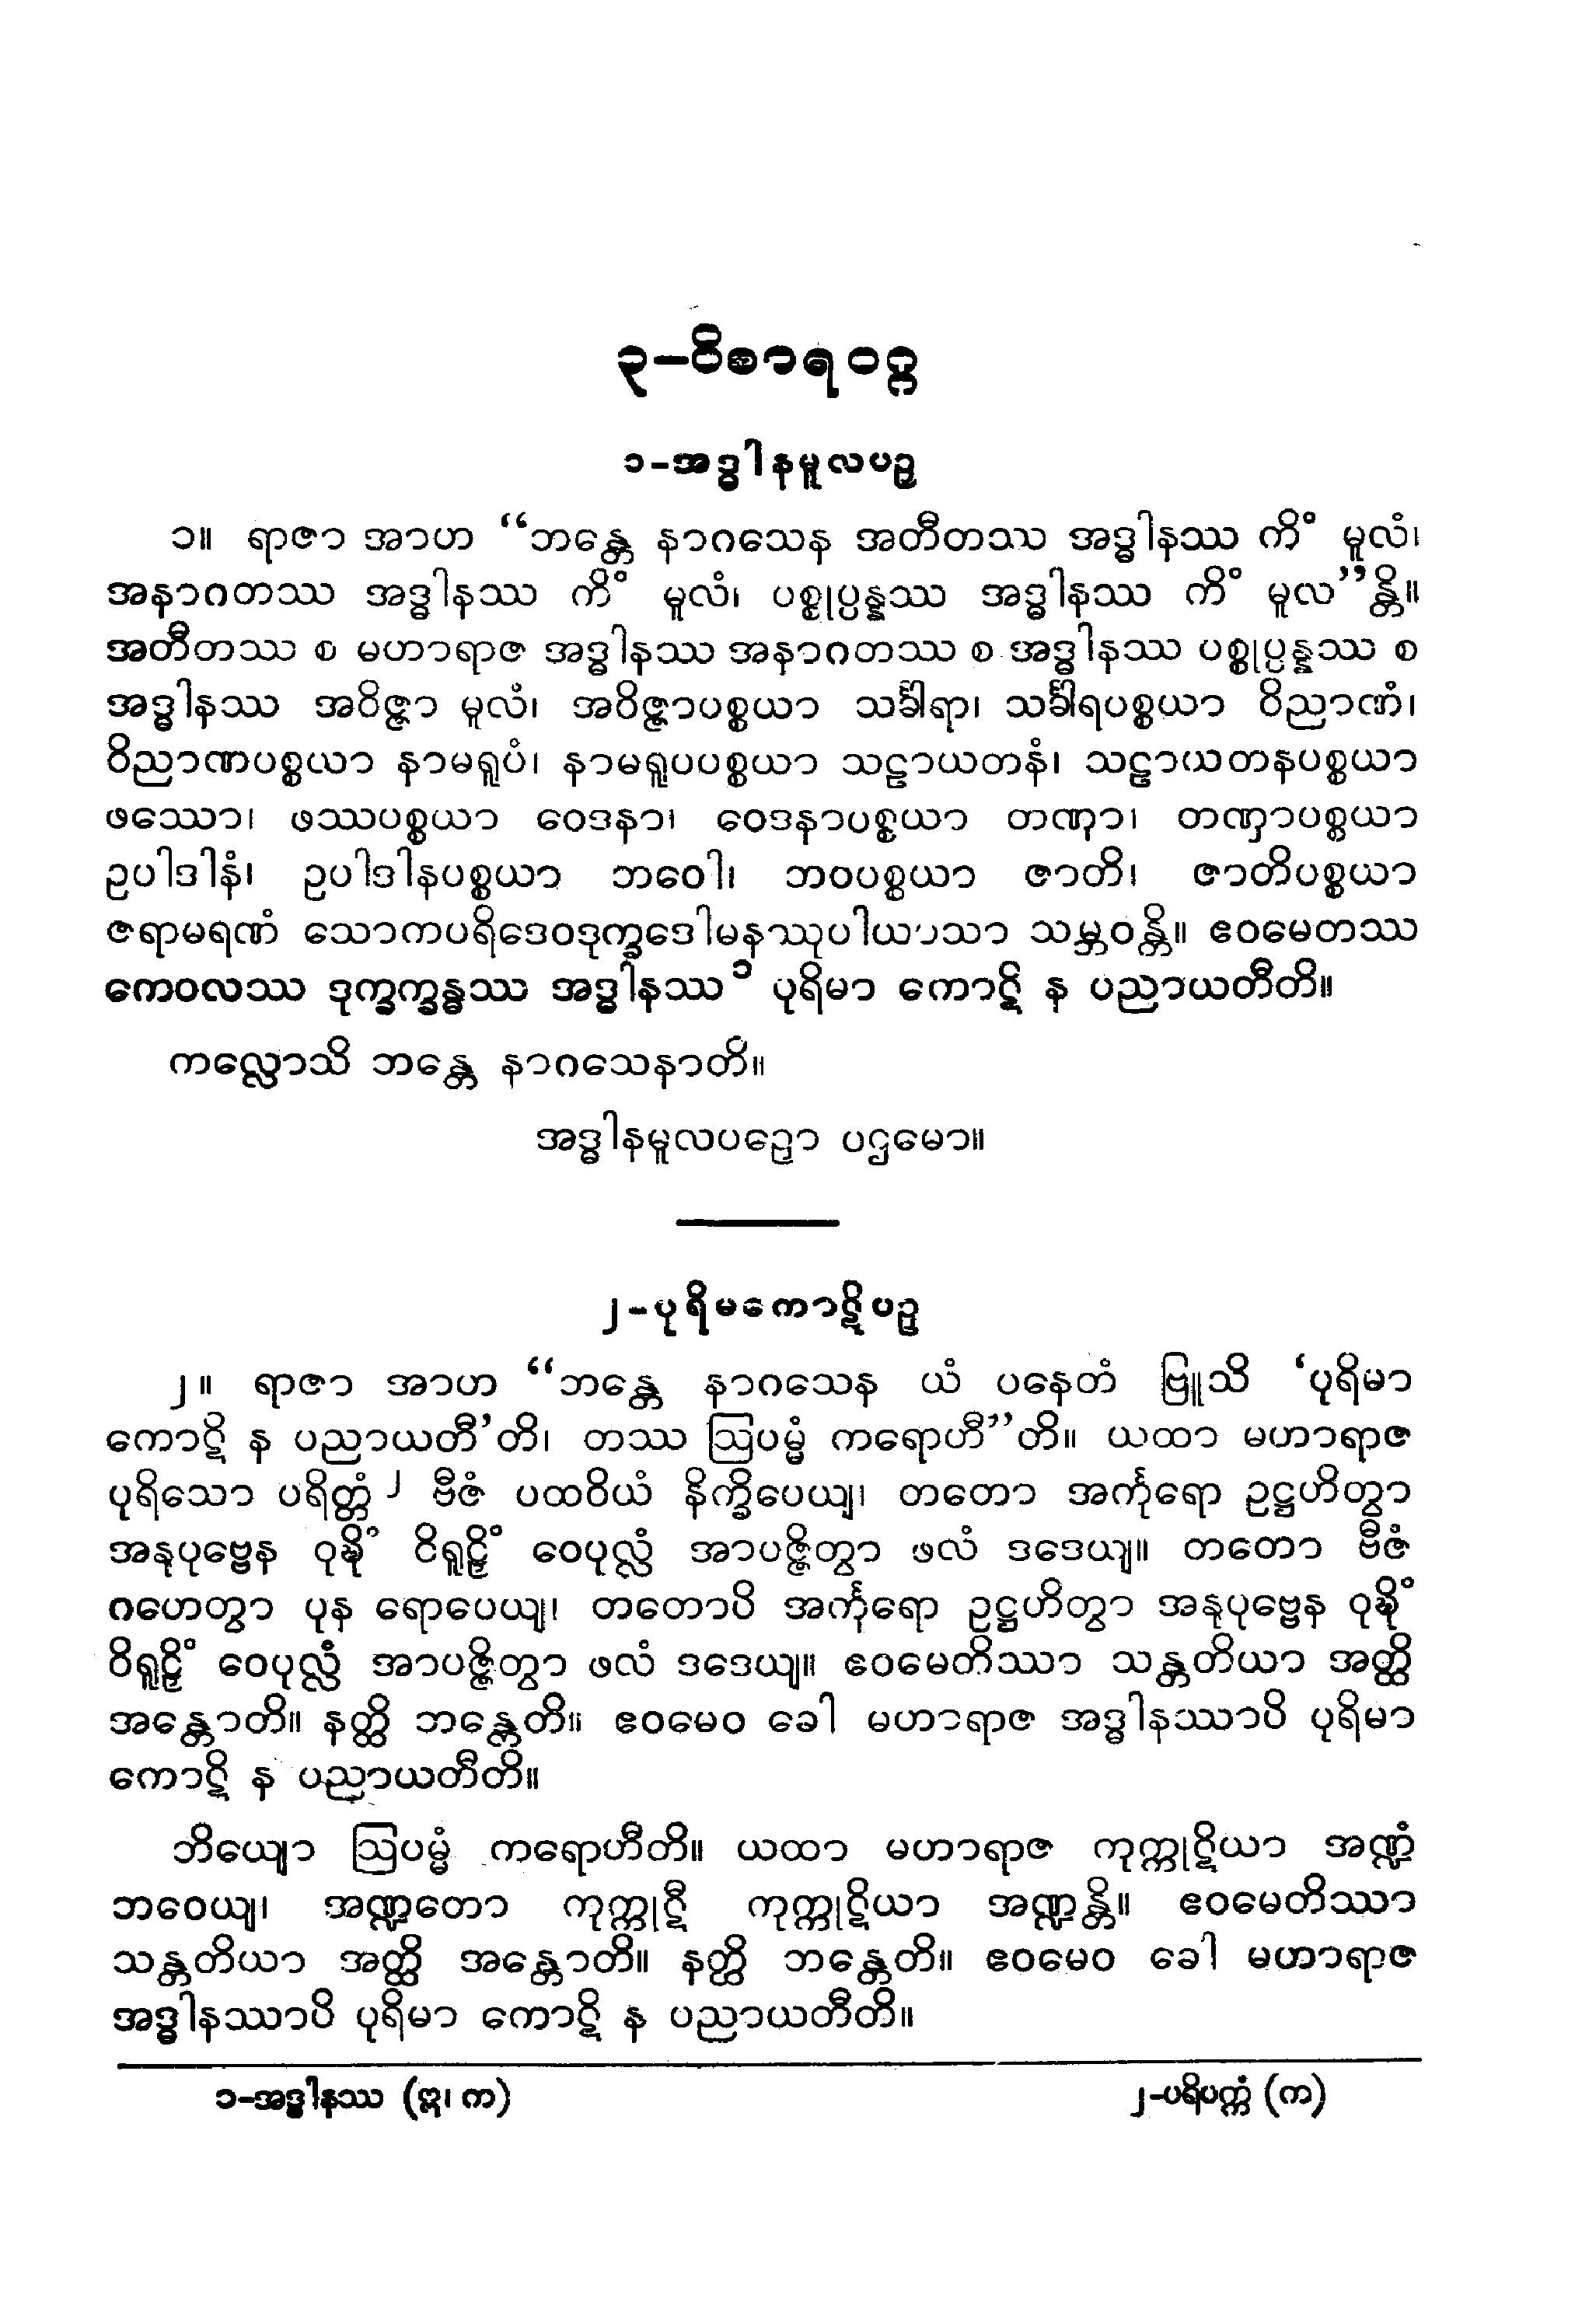 ၃–ဝိစာရဝဂ္ဂ
၁–အဒ္ဓါနမူလပဉှ
၁။ ရာဇာ အာဟ “ဘန္တေ နာဂသေန အတီတဿ အဒ္ဓါနဿ ကိံ မူလံ၊
အနာဂတဿ အဒ္ဓါနဿ ကိံ မူလံ၊ ပစ္စုပ္ပန္နဿ အဒ္ဓါနဿ ကိံ မူလ”န္တိ။
အတီတဿ စ မဟာရာဇ အဒ္ဓါနဿ အနာဂတဿ စ အဒ္ဓါနဿ ပစ္စုပ္ပန္နဿ စ
အဒ္ဓါနဿ အဝိဇ္ဇာ မူလံ၊ အဝိဇ္ဇာပစ္စယာ သင်္ခါရာ၊ သင်္ခါရပစ္စယာ ဝိညာဏံ၊
ဝိညာဏပစ္စယာ နာမရူပံ၊ နာမရူပပစ္စယာ သဠာယတနံ၊ သဠာယတနပစ္စယာ
ဖဿော၊ ဖဿပစ္စယာ ဝေဒနာ၊ ဝေဒနာပစ္စယာ တဏှာ၊ တဏှာပစ္စယာ
ဥပါဒါနံ၊ ဥပါဒါနပစ္စယာ ဘဝေါ၊ ဘဝပစ္စယာ ဇာတိ၊ ဇာတိပစ္စယာ
ဇရာမရဏံ သောကပရိဒေဝဒုက္ခဒေါမနဿုပါယာသာ သမ္ဘဝန္တိ။ ဧဝမေတဿ
ကေဝလဿ ဒုက္ခက္ခန္ဓဿ အဒ္ဓါနဿ ၁ ပုရိမာ ကောဋိ န ပညာယတီတိ။
ကလ္လောသိ ဘန္တေ နာဂသေနာတိ။
အဒ္ဓါနမူလပဉှော ပဌမော။
၂–ပုရိမကောဋိပဉှ
၂။ ရာဇာ အာဟ “ဘန္တေ နာဂသေန ယံ ပနေတံ ဗြူသိ ‘ပုရိမာ
ကောဋိ န ပညာယတီ’တိ၊ တဿ ဩပမ္မံ ကရောဟီ”တိ။ ယထာ မဟာရာဇ
ပုရိသော ပရိတ္တံ ၂ ဗီဇံ ပထဝိယံ နိက္ခိပေယျ၊ တတော အင်္ကုရော ဥဋ္ဌဟိတွာ
အနုပုဗ္ဗေန ဝုဍ္ဎိံ ဝိရူဠှိံ ဝေပုလ္လံ အာပဇ္ဇိတွာ ဖလံ ဒဒေယျ။ တတော ဗီဇံ
ဂဟေတွာ ပုန ရောပေယျ၊ တတောပိ အင်္ကုရော ဥဋ္ဌဟိတွာ အနုပုဗ္ဗေန ဝုဍ္ဎိံ
ဝိရူဠှိံ ဝေပုလ္လံ အာပဇ္ဇိတွာ ဖလံ ဒဒေယျ။ ဧဝမေတိဿာ သန္တတိယာ အတ္ထိ
အန္တောတိ။ နတ္ထိ ဘန္တေတိ။ ဧဝမေဝ ခေါ မဟာရာဇ အဒ္ဓါနဿာပိ ပုရိမာ
ကောဋိ န ပညာယတီတိ။
ဘိယျော ဩပမ္မံ ကရောဟီတိ။ ယထာ မဟာရာဇ ကုက္ကုဋိယာ အဏ္ဍံ
ဘဝေယျ၊ အဏ္ဍတော ကုက္ကုဋီ ကုက္ကုဋိယာ အဏ္ဍန္တိ။ ဧဝမေတိဿာ
သန္တတိယာ အတ္ထိ အန္တောတိ။ နတ္ထိ ဘန္တေတိ။ ဧဝမေဝ ခေါ မဟာရာဇ
အဒ္ဓါနဿာပိ ပုရိမာ ကောဋိ န ပညာယတီတိ။
၁–အဒ္ဓါနဿ (ဣ၊ က) ၂–ပရိပက္ကံ (က)